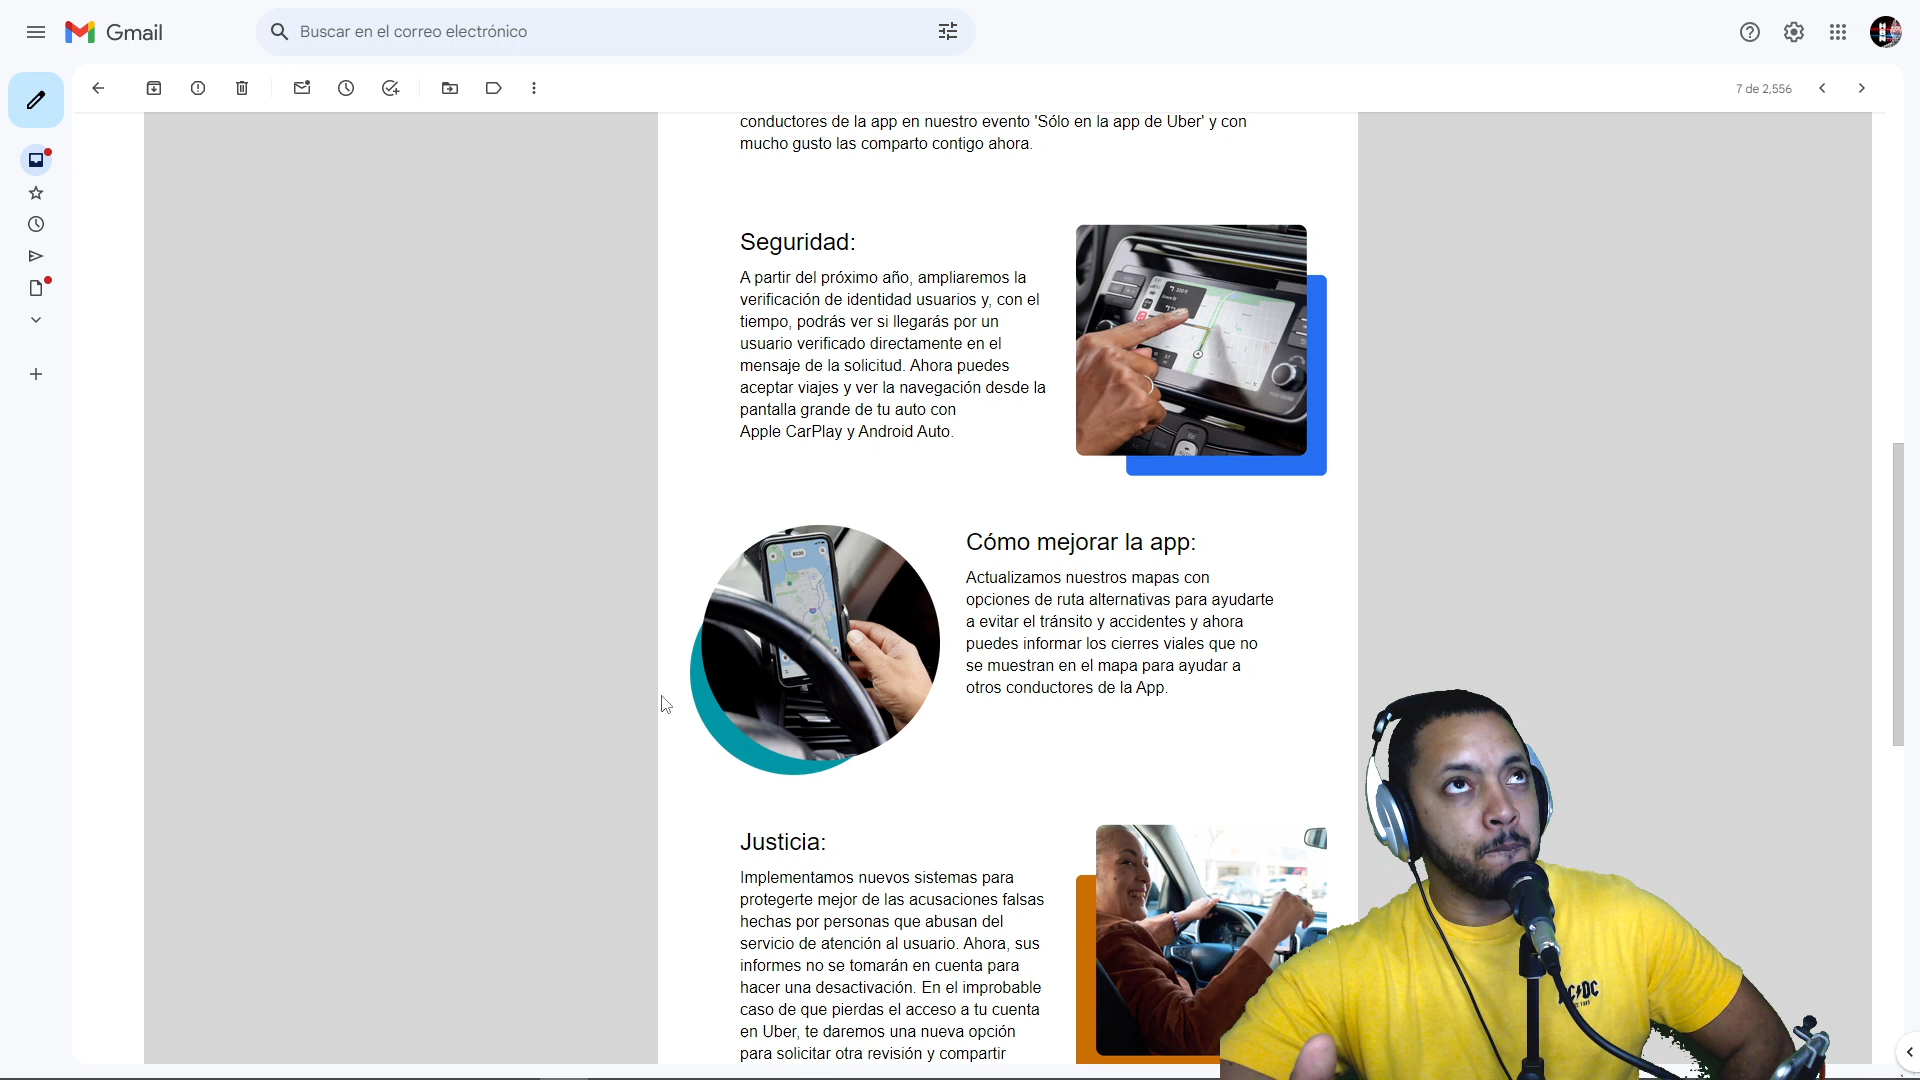 Gmail
Buscar en el correo electrónico
7 de 2,556
conductores de la app en nuestro evento 'Sólo en la app de Uber' y con
mucho gusto las comparto contigo ahora.
Seguridad:
A partir del próximo año, ampliaremos la
verificación de identidad usuarios y, con el
tiempo, podrás ver si llegarás por un
usuario verificado directamente en el
mensaje de la solicitud. Ahora puedes
aceptar viajes y ver la navegación desde la
pantalla grande de tu auto con
Apple CarPlay y Android Auto.
Cómo mejorar la app:
Actualizamos nuestros mapas con
opciones de ruta alternativas para ayudarte
a evitar el tránsito y accidentes y ahora
puedes informar los cierres viales que no
se muestran en el mapa para ayudar a
otros conductores de la App.
Justicia:
Implementamos nuevos sistemas para
protegerte mejor de las acusaciones falsas
hechas por personas que abusan del
servicio de atención al usuario. Ahora, sus
informes no se tomarán en cuenta para
hacer una desactivación. En el improbable
caso de que pierdas el acceso a tu cuenta
en Uber, te daremos una nueva opción
para solicitar otra revisión y compartir